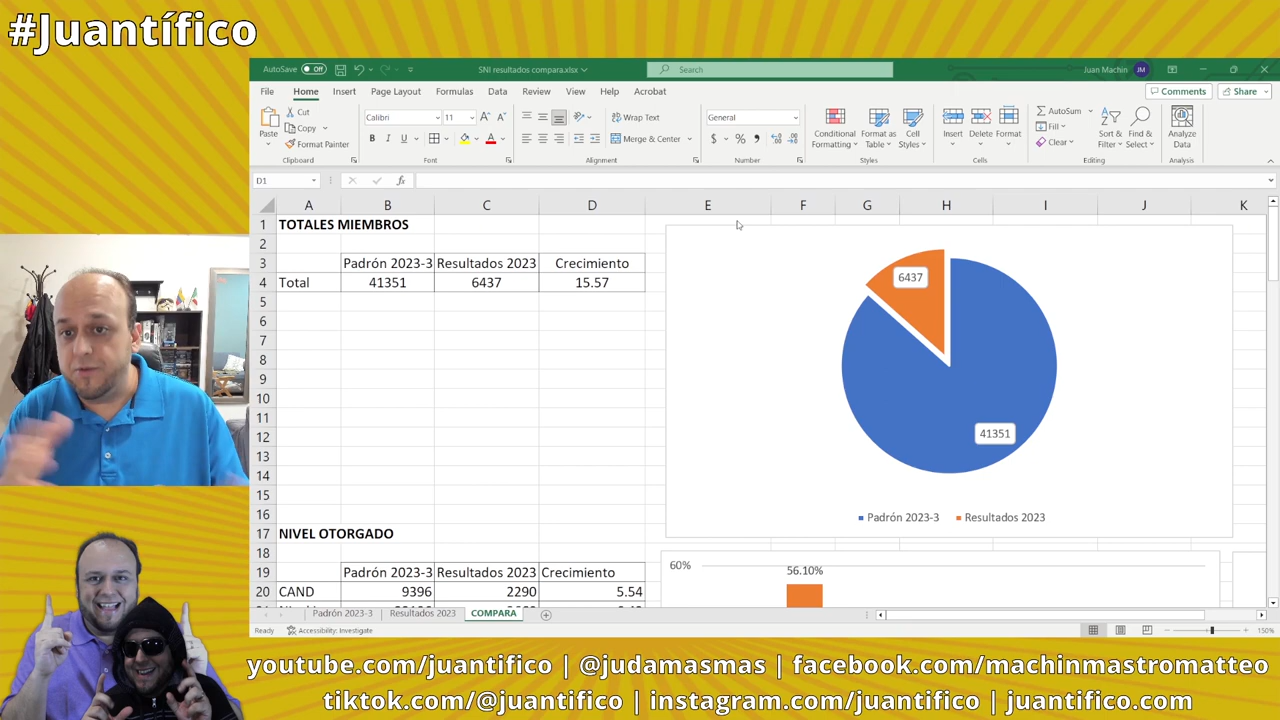 #Juantífico
AutoSave Off
SNI resultados compara.xlsx
Search
Juan Machin JM
File Home Insert Page Layout Formulas Data Review View Help Acrobat
Comments Share
Paste
Cut
Copy
Format Painter
Clipboard
Calibri 11
B I U
Font
Wrap Text
Merge & Center
Alignment
General
Number
Conditional Formatting
Format as Table
Cell Styles
Styles
Insert Delete Format
Cells
AutoSum
Fill
Clear
Sort & Filter
Find & Select
Editing
Analyze Data
Analysis
D1
fx
A B C D E F G H I J K
1 TOTALES MIEMBROS
2
3 Padrón 2023-3 Resultados 2023 Crecimiento
4 Total 41351 6437 15.57
5
6
7
8
9
10
11
12
13
14
15
16
17 NIVEL OTORGADO
18
19 Padrón 2023-3 Resultados 2023 Crecimiento
20 CAND 9396 2290 5.54
6437
41351
Padrón 2023-3 Resultados 2023
60%
56.10%
Padrón 2023-3 Resultados 2023 COMPARA
Ready Accessibility: Investigate
150%
youtube.com/juantifico | @judamasmas | facebook.com/machinmastromatteo
tiktok.com/@juantifico | instagram.com/juantifico | juantifico.com